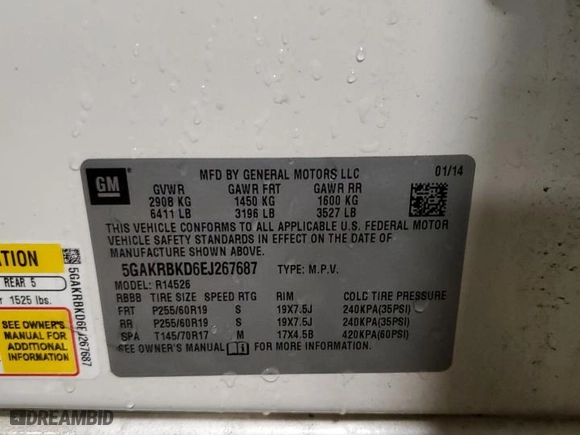 GM
MFD BY GENERAL MOTORS LLC 01/14
GVWR GAWR FRT GAWR RR
2908 KG 1450 KG 1600 KG
6411 LB 3196 LB 3527 LB
THIS VEHICLE CONFORMS TO ALL APPLICABLE U.S. FEDERAL MOTOR
VEHICLE SAFETY STANDARDS IN EFFECT ON THE DATE OF
MANUFACTURE SHOWN ABOVE.
5GAKRBKD6EJ267687 TYPE: M.P.V.
MODEL: R14526
RBBB TIRE SIZE SPEED RTG RIM COLD TIRE PRESSURE
FRT P255/60R19 S 19X7.5J 240KPA(35PSI)
RR P255/60R19 S 19X7.5J 240KPA(35PSI)
SPA T145/70R17 M 17X4.5B 420KPA(60PSI)
SEE OWNER'S MANUAL FOR MORE INFORMATION.
ATION
REAR 5
r 1525 lbs.
SEE OWNER'S
MANUAL FOR
ADDITIONAL
INFORMATION
5GAKRBKD6EJ267687
DREAMBID